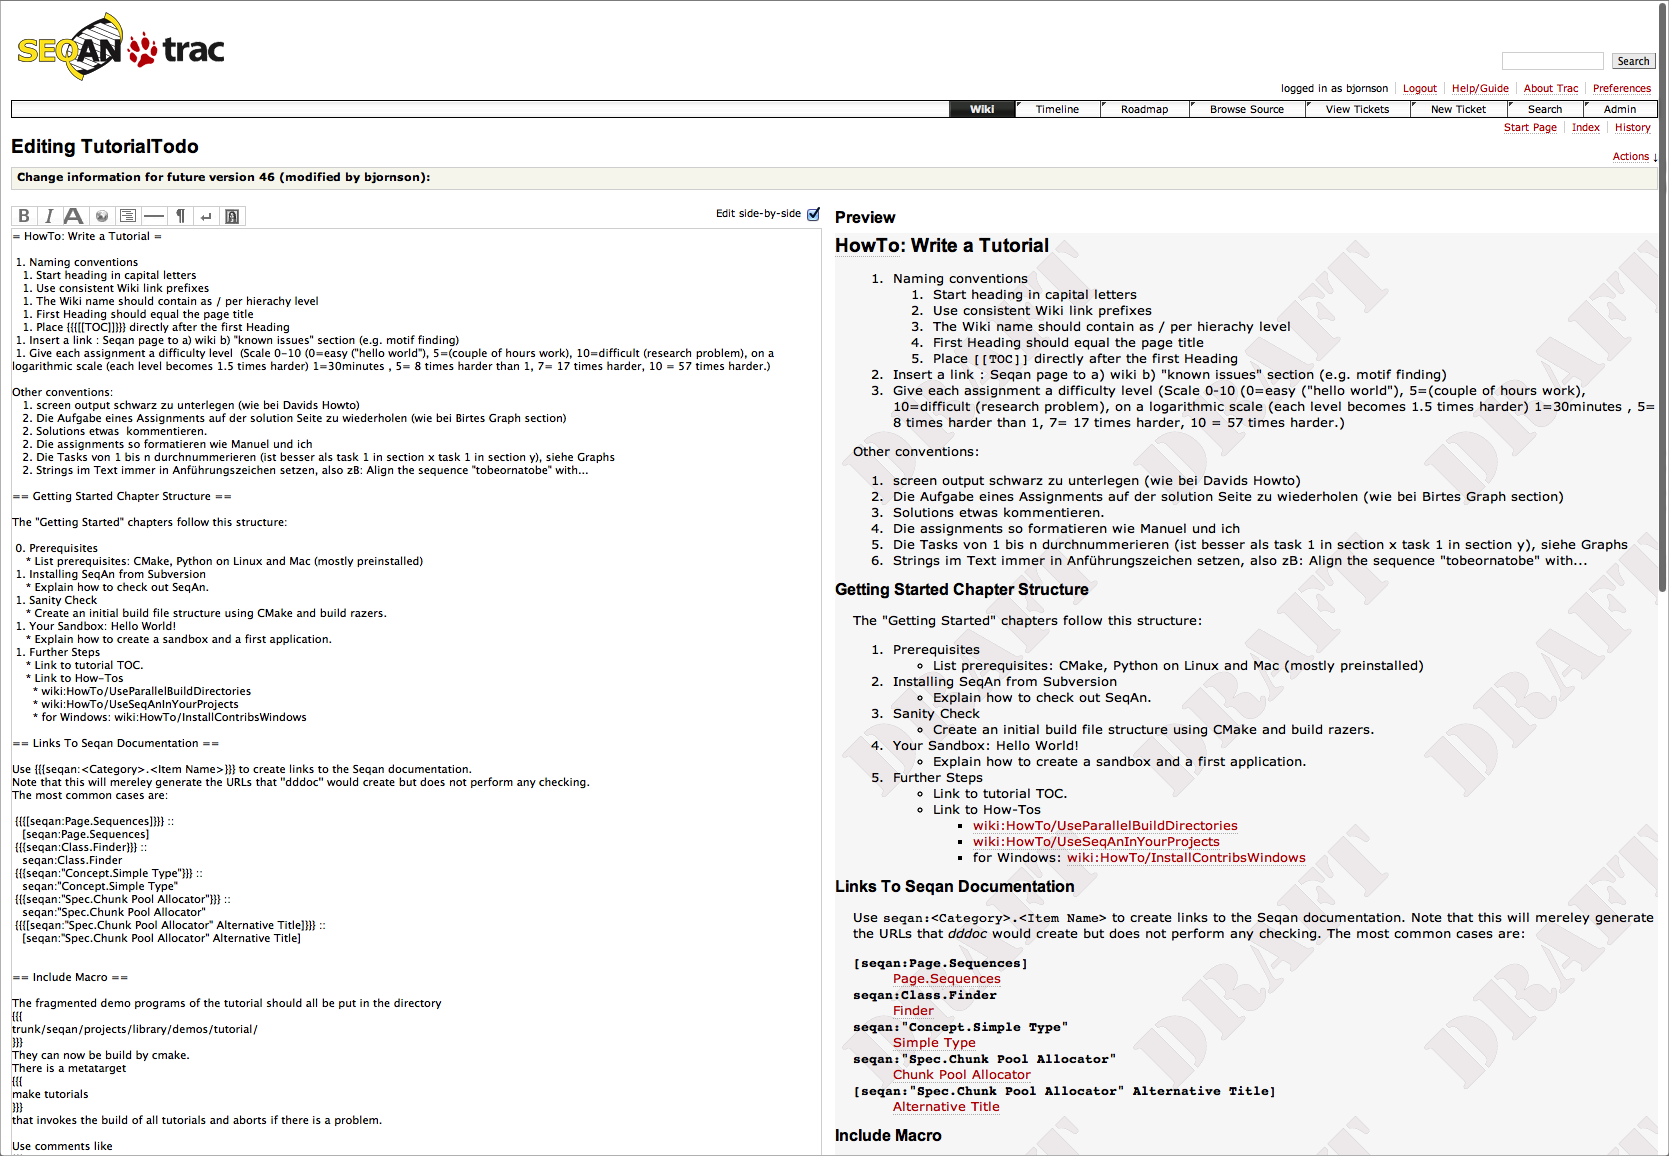 SEQAN trac
Search
logged in as bjornson Logout Help/Guide About Trac Preferences
Wiki Timeline Roadmap Browse Source View Tickets New Ticket Search Admin
Start Page Index History
Editing TutorialTodo
Actions ↓
Change information for future version 46 (modified by bjornson):
B I A ¶ ↵
Edit side-by-side
= HowTo: Write a Tutorial =
1. Naming conventions
1. Start heading in capital letters
1. Use consistent Wiki link prefixes
1. The Wiki name should contain as / per hierachy level
1. First Heading should equal the page title
1. Place {{{[[TOC]]}}} directly after the first Heading
1. Insert a link : Seqan page to a) wiki b) "known issues" section (e.g. motif finding)
1. Give each assignment a difficulty level  (Scale 0-10 (0=easy ("hello world"), 5=(couple of hours work), 10=difficult (research problem), on a
logarithmic scale (each level becomes 1.5 times harder) 1=30minutes , 5= 8 times harder than 1, 7= 17 times harder, 10 = 57 times harder.)
Other conventions:
1. screen output schwarz zu unterlegen (wie bei Davids Howto)
2. Die Aufgabe eines Assignments auf der solution Seite zu wiederholen (wie bei Birtes Graph section)
2. Solutions etwas  kommentieren.
2. Die assignments so formatieren wie Manuel und ich
2. Die Tasks von 1 bis n durchnummerieren (ist besser als task 1 in section x task 1 in section y), siehe Graphs
2. Strings im Text immer in Anführungszeichen setzen, also zB: Align the sequence "tobeornatobe" with...
== Getting Started Chapter Structure ==
The "Getting Started" chapters follow this structure:
0. Prerequisites
* List prerequisites: CMake, Python on Linux and Mac (mostly preinstalled)
1. Installing SeqAn from Subversion
* Explain how to check out SeqAn.
1. Sanity Check
* Create an initial build file structure using CMake and build razers.
1. Your Sandbox: Hello World!
* Explain how to create a sandbox and a first application.
1. Further Steps
* Link to tutorial TOC.
* Link to How-Tos
* wiki:HowTo/UseParallelBuildDirectories
* wiki:HowTo/UseSeqAnInYourProjects
* for Windows: wiki:HowTo/InstallContribsWindows
== Links To Seqan Documentation ==
Use {{{seqan:<Category>.<Item Name>}}} to create links to the Seqan documentation.
Note that this will mereley generate the URLs that ''dddoc'' would create but does not perform any checking.
The most common cases are:
{{{[seqan:Page.Sequences]}}} ::
[seqan:Page.Sequences]
{{{seqan:Class.Finder}}} ::
seqan:Class.Finder
{{{seqan:"Concept.Simple Type"}}} ::
seqan:"Concept.Simple Type"
{{{seqan:"Spec.Chunk Pool Allocator"}}} ::
seqan:"Spec.Chunk Pool Allocator"
{{{[seqan:"Spec.Chunk Pool Allocator" Alternative Title]}}} ::
[seqan:"Spec.Chunk Pool Allocator" Alternative Title]
== Include Macro ==
The fragmented demo programs of the tutorial should all be put in the directory
{{{
trunk/seqan/projects/library/demos/tutorial/
}}}
They can now be build by cmake.
There is a metatarget
{{{
make tutorials
}}}
that invokes the build of all tutorials and aborts if there is a problem.
Use comments like
Preview
HowTo: Write a Tutorial
1. Naming conventions
1. Start heading in capital letters
2. Use consistent Wiki link prefixes
3. The Wiki name should contain as / per hierachy level
4. First Heading should equal the page title
5. Place [[TOC]] directly after the first Heading
2. Insert a link : Seqan page to a) wiki b) "known issues" section (e.g. motif finding)
3. Give each assignment a difficulty level (Scale 0-10 (0=easy ("hello world"), 5=(couple of hours work),
10=difficult (research problem), on a logarithmic scale (each level becomes 1.5 times harder) 1=30minutes , 5=
8 times harder than 1, 7= 17 times harder, 10 = 57 times harder.)
Other conventions:
1. screen output schwarz zu unterlegen (wie bei Davids Howto)
2. Die Aufgabe eines Assignments auf der solution Seite zu wiederholen (wie bei Birtes Graph section)
3. Solutions etwas kommentieren.
4. Die assignments so formatieren wie Manuel und ich
5. Die Tasks von 1 bis n durchnummerieren (ist besser als task 1 in section x task 1 in section y), siehe Graphs
6. Strings im Text immer in Anführungszeichen setzen, also zB: Align the sequence "tobeornatobe" with...
Getting Started Chapter Structure
The "Getting Started" chapters follow this structure:
1. Prerequisites
List prerequisites: CMake, Python on Linux and Mac (mostly preinstalled)
2. Installing SeqAn from Subversion
Explain how to check out SeqAn.
3. Sanity Check
Create an initial build file structure using CMake and build razers.
4. Your Sandbox: Hello World!
Explain how to create a sandbox and a first application.
5. Further Steps
Link to tutorial TOC.
Link to How-Tos
wiki:HowTo/UseParallelBuildDirectories
wiki:HowTo/UseSeqAnInYourProjects
for Windows: wiki:HowTo/InstallContribsWindows
Links To Seqan Documentation
Use seqan:<Category>.<Item Name> to create links to the Seqan documentation. Note that this will mereley generate
the URLs that dddoc would create but does not perform any checking. The most common cases are:
[seqan:Page.Sequences]
Page.Sequences
seqan:Class.Finder
Finder
seqan:"Concept.Simple Type"
Simple Type
seqan:"Spec.Chunk Pool Allocator"
Chunk Pool Allocator
[seqan:"Spec.Chunk Pool Allocator" Alternative Title]
Alternative Title
Include Macro
DRAFT
DRAFT
DRAFT
DRAFT
DRAFT
DRAFT
DRAFT
DRAFT
DRAFT